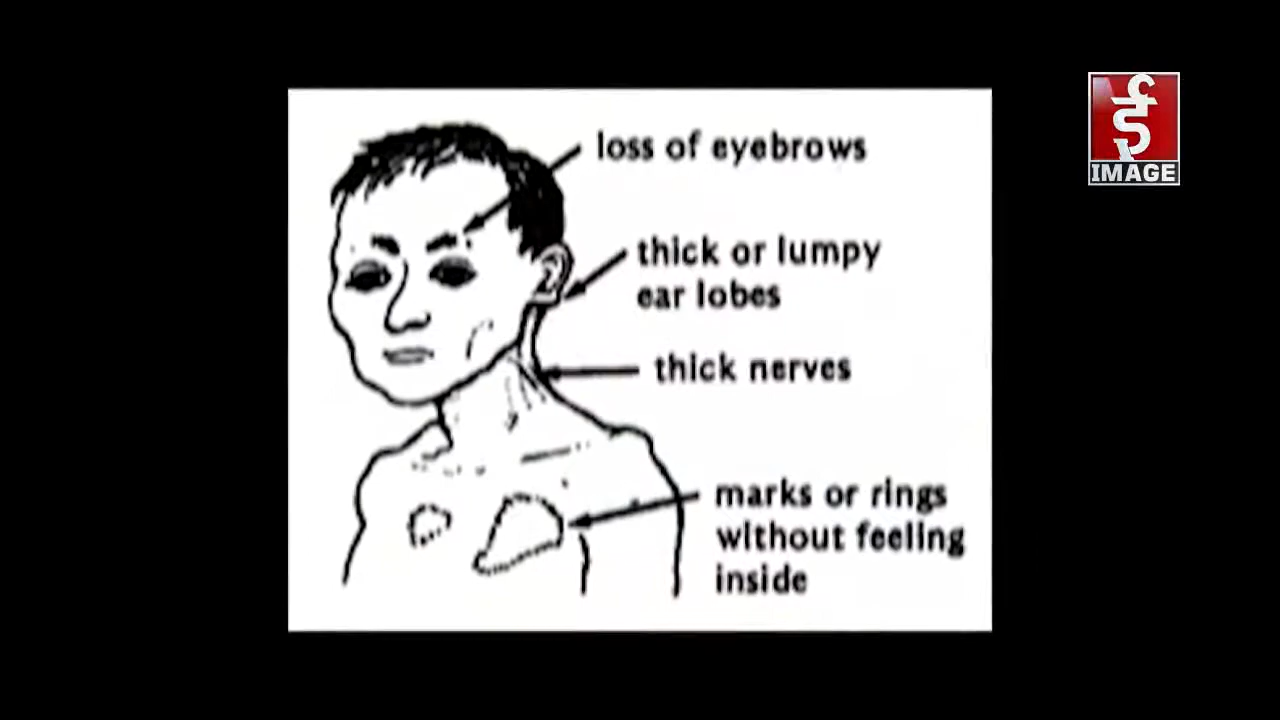 loss of eyebrows
thick or lumpy
ear lobes
thick nerves
marks or rings
without feeling
inside
IMAGE